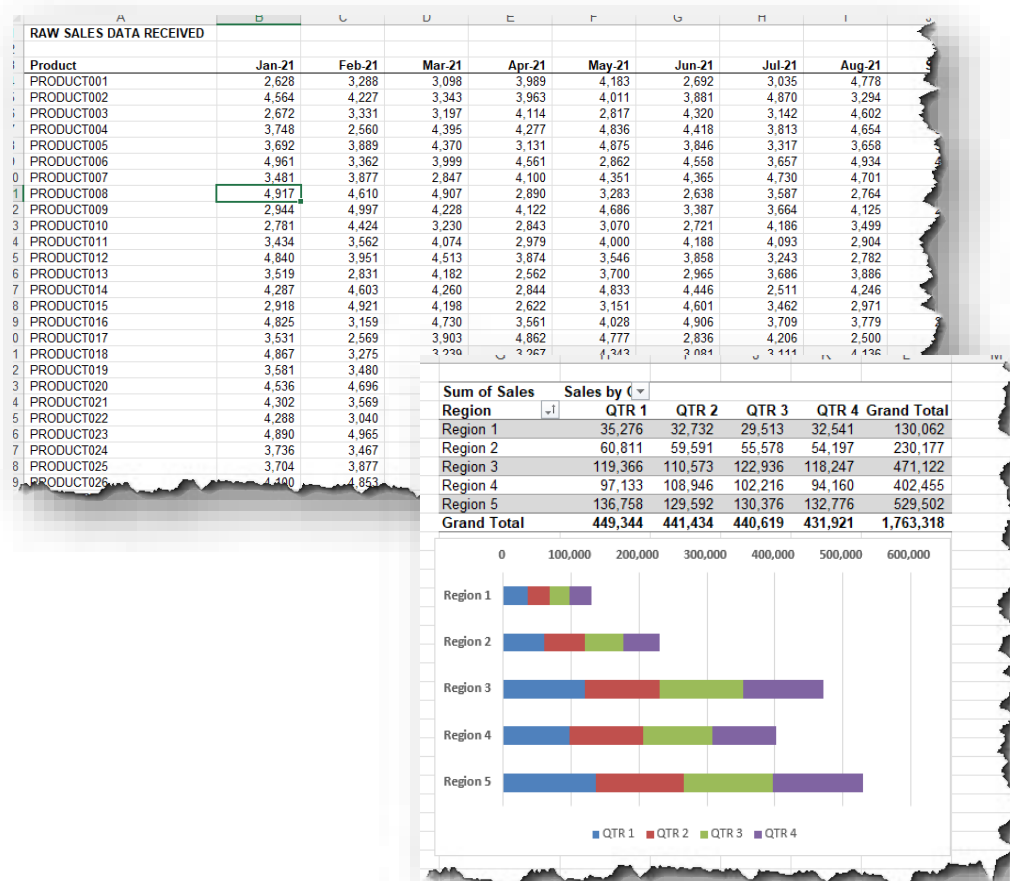 A B C D E F G H I
RAW SALES DATA RECEIVED
Product Jan-21 Feb-21 Mar-21 Apr-21 May-21 Jun-21 Jul-21 Aug-21
PRODUCT001 2,628 3,288 3,098 3,989 4,183 2,692 3,035 4,778
PRODUCT002 4,564 4,227 3,343 3,963 4,011 3,881 4,870 3,294
PRODUCT003 2,672 3,331 3,197 4,114 2,817 4,320 3,142 4,602
PRODUCT004 3,748 2,560 4,395 4,277 4,836 4,418 3,813 4,654
PRODUCT005 3,692 3,889 4,370 3,131 4,875 3,846 3,317 3,658
PRODUCT006 4,961 3,362 3,999 4,561 2,862 4,558 3,657 4,934
PRODUCT007 3,481 3,877 2,847 4,100 4,351 4,365 4,730 4,701
PRODUCT008 4,917 4,610 4,907 2,890 3,283 2,638 3,587 2,764
PRODUCT009 2,944 4,997 4,228 4,122 4,686 3,387 3,664 4,125
PRODUCT010 2,781 4,424 3,230 2,843 3,070 2,721 4,186 3,499
PRODUCT011 3,434 3,562 4,074 2,979 4,000 4,188 4,093 2,904
PRODUCT012 4,840 3,951 4,513 3,874 3,546 3,858 3,243 2,782
PRODUCT013 3,519 2,831 4,182 2,562 3,700 2,965 3,686 3,886
PRODUCT014 4,287 4,603 4,260 2,844 4,833 4,446 2,511 4,246
PRODUCT015 2,918 4,921 4,198 2,622 3,151 4,601 3,462 2,971
PRODUCT016 4,825 3,159 4,730 3,561 4,028 4,906 3,709 3,779
PRODUCT017 3,531 2,569 3,903 4,862 4,777 2,836 4,206 2,500
PRODUCT018 4,867 3,275 3,239 3,267 4,343 3,081 3,111 4,136
PRODUCT019 3,581 3,480
PRODUCT020 4,536 4,696
PRODUCT021 4,302 3,569
PRODUCT022 4,288 3,040
PRODUCT023 4,890 4,965
PRODUCT024 3,736 3,467
PRODUCT025 3,704 3,877
PRODUCT026 4,853
Sum of Sales Sales by
Region QTR 1 QTR 2 QTR 3 QTR 4 Grand Total
Region 1 35,276 32,732 29,513 32,541 130,062
Region 2 60,811 59,591 55,578 54,197 230,177
Region 3 119,366 110,573 122,936 118,247 471,122
Region 4 97,133 108,946 102,216 94,160 402,455
Region 5 136,758 129,592 130,376 132,776 529,502
Grand Total 449,344 441,434 440,619 431,921 1,763,318
0 100,000 200,000 300,000 400,000 500,000 600,000
Region 1
Region 2
Region 3
Region 4
Region 5
QTR 1 QTR 2 QTR 3 QTR 4